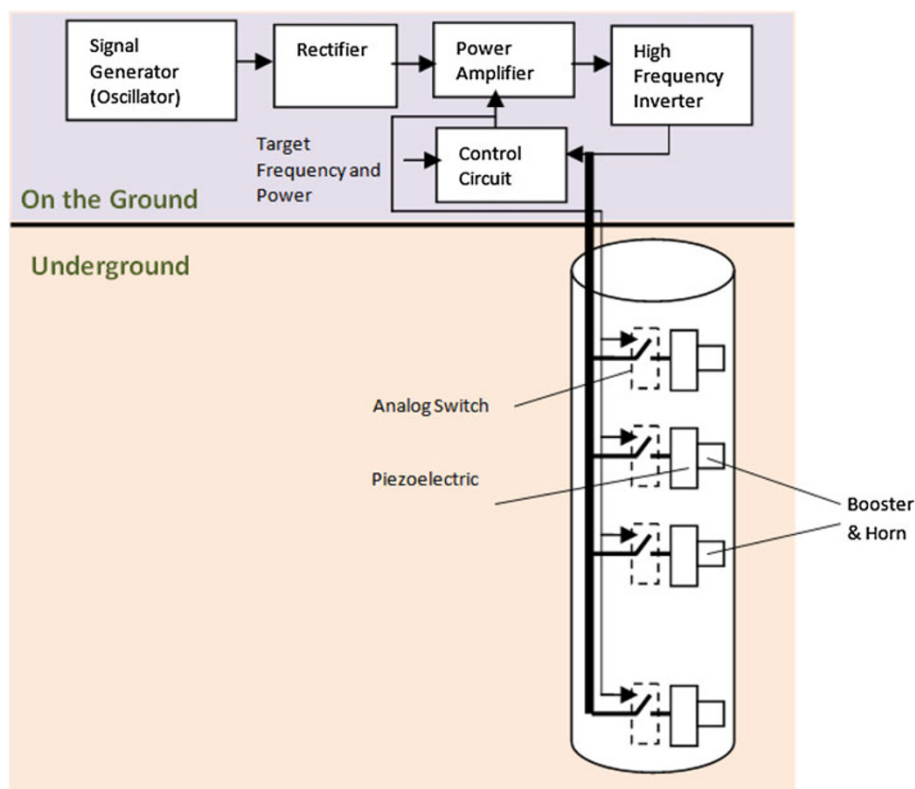 Signal
Generator
(Oscillator)
Rectifier
Power
Amplifier
High
Frequency
Inverter
Target
Frequency and
Power
Control
Circuit
On the Ground
Underground
Analog Switch
Piezoelectric
Booster
& Horn